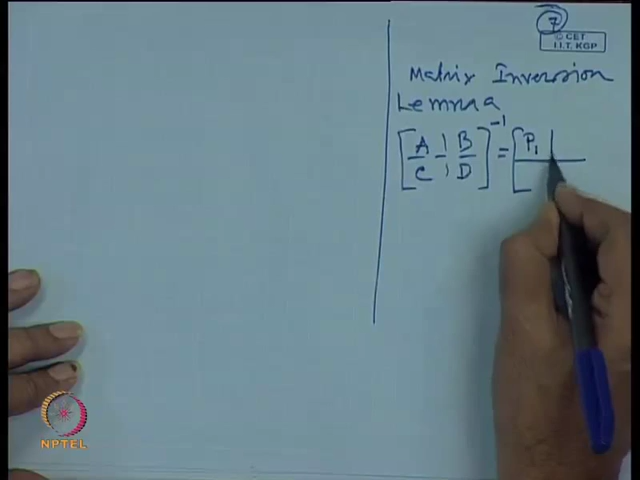 7
© CET
I.I.T. KGP
Matrix Inversion
Lemma
[A B]⁻¹ = [P₁
[C D]
NPTEL